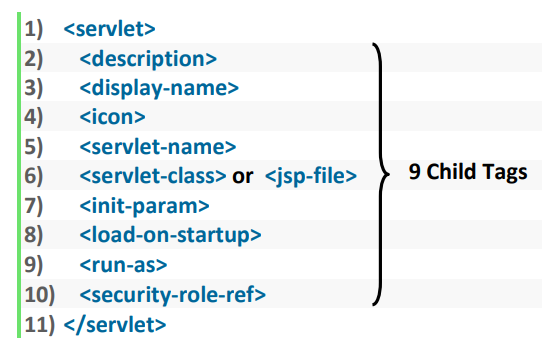 1) <servlet>
2) <description>
3) <display-name>
4) <icon>
5) <servlet-name>
6) <servlet-class> or <jsp-file>
9 Child Tags
7) <init-param>
8) <load-on-startup>
9) <run-as>
10) <security-role-ref>
11) </servlet>